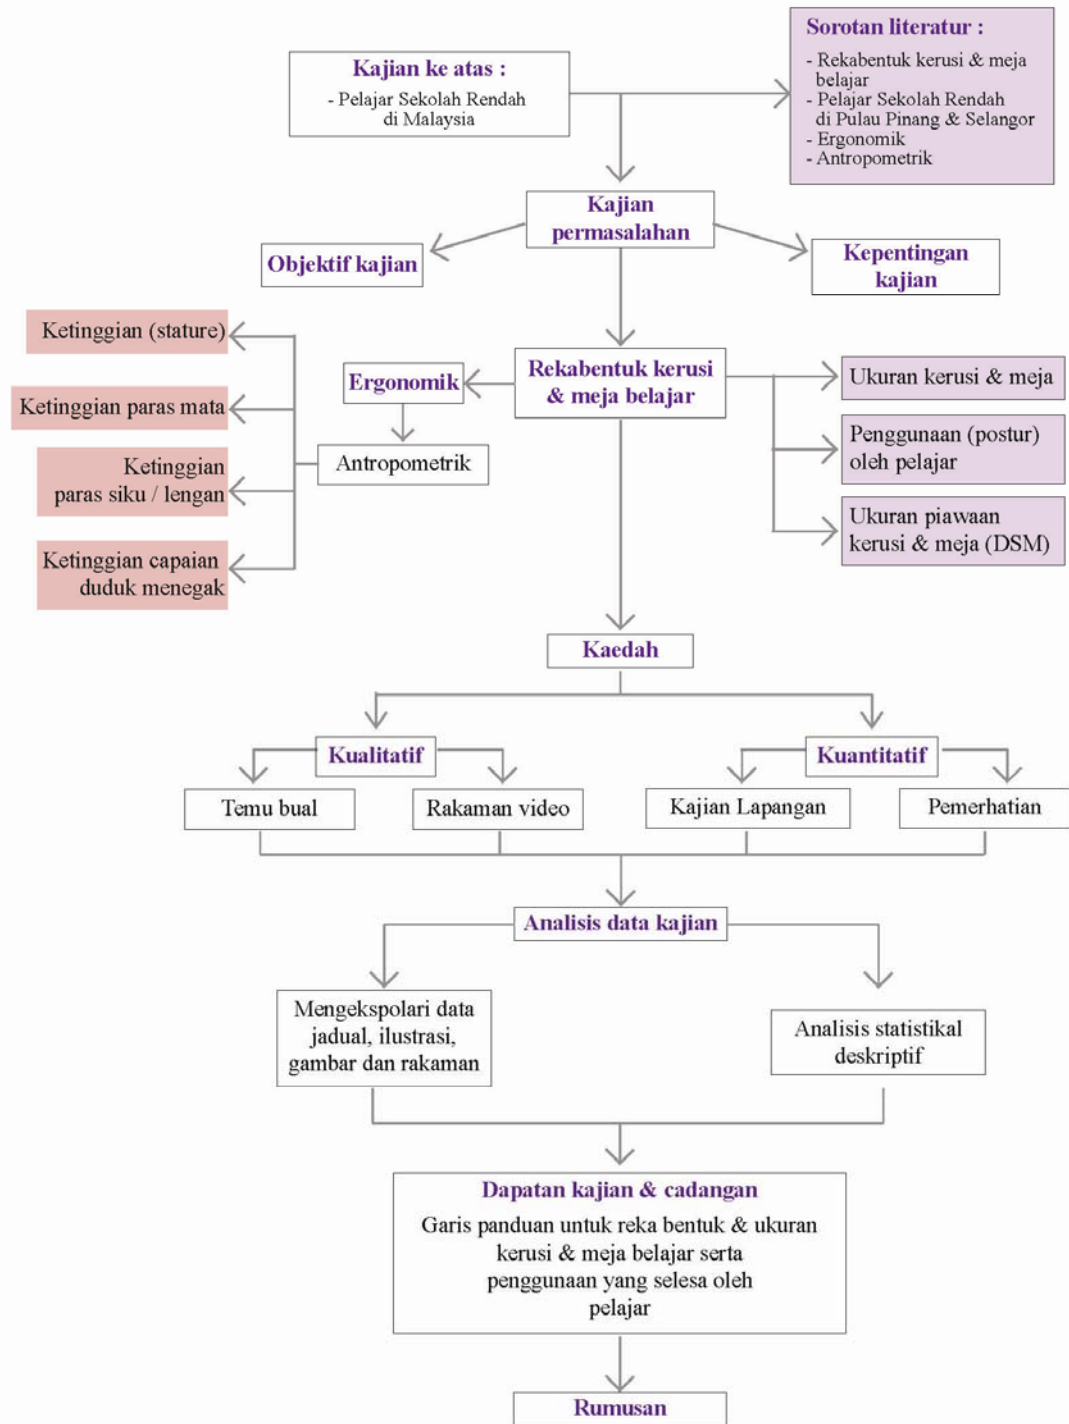 Kajian ke atas :
- Pelajar Sekolah Rendah
di Malaysia
Sorotan literatur :
- Rekabentuk kerusi & meja
belajar
- Pelajar Sekolah Rendah
di Pulau Pinang & Selangor
- Ergonomik
- Antropometrik
Kajian
permasalahan
Objektif kajian
Kepentingan
kajian
Ketinggian (stature)
Ketinggian paras mata
Ketinggian
paras siku / lengan
Ketinggian capaian
duduk menegak
Ergonomik
Antropometrik
Rekabentuk kerusi
& meja belajar
Ukuran kerusi & meja
Penggunaan (postur)
oleh pelajar
Ukuran piawaan
kerusi & meja (DSM)
Kaedah
Kualitatif
Kuantitatif
Temu bual
Rakaman video
Kajian Lapangan
Pemerhatian
Analisis data kajian
Mengekspolari data
jadual, ilustrasi,
gambar dan rakaman
Analisis statistikal
deskriptif
Dapatan kajian & cadangan
Garis panduan untuk reka bentuk & ukuran
kerusi & meja belajar serta
penggunaan yang selesa oleh
pelajar
Rumusan